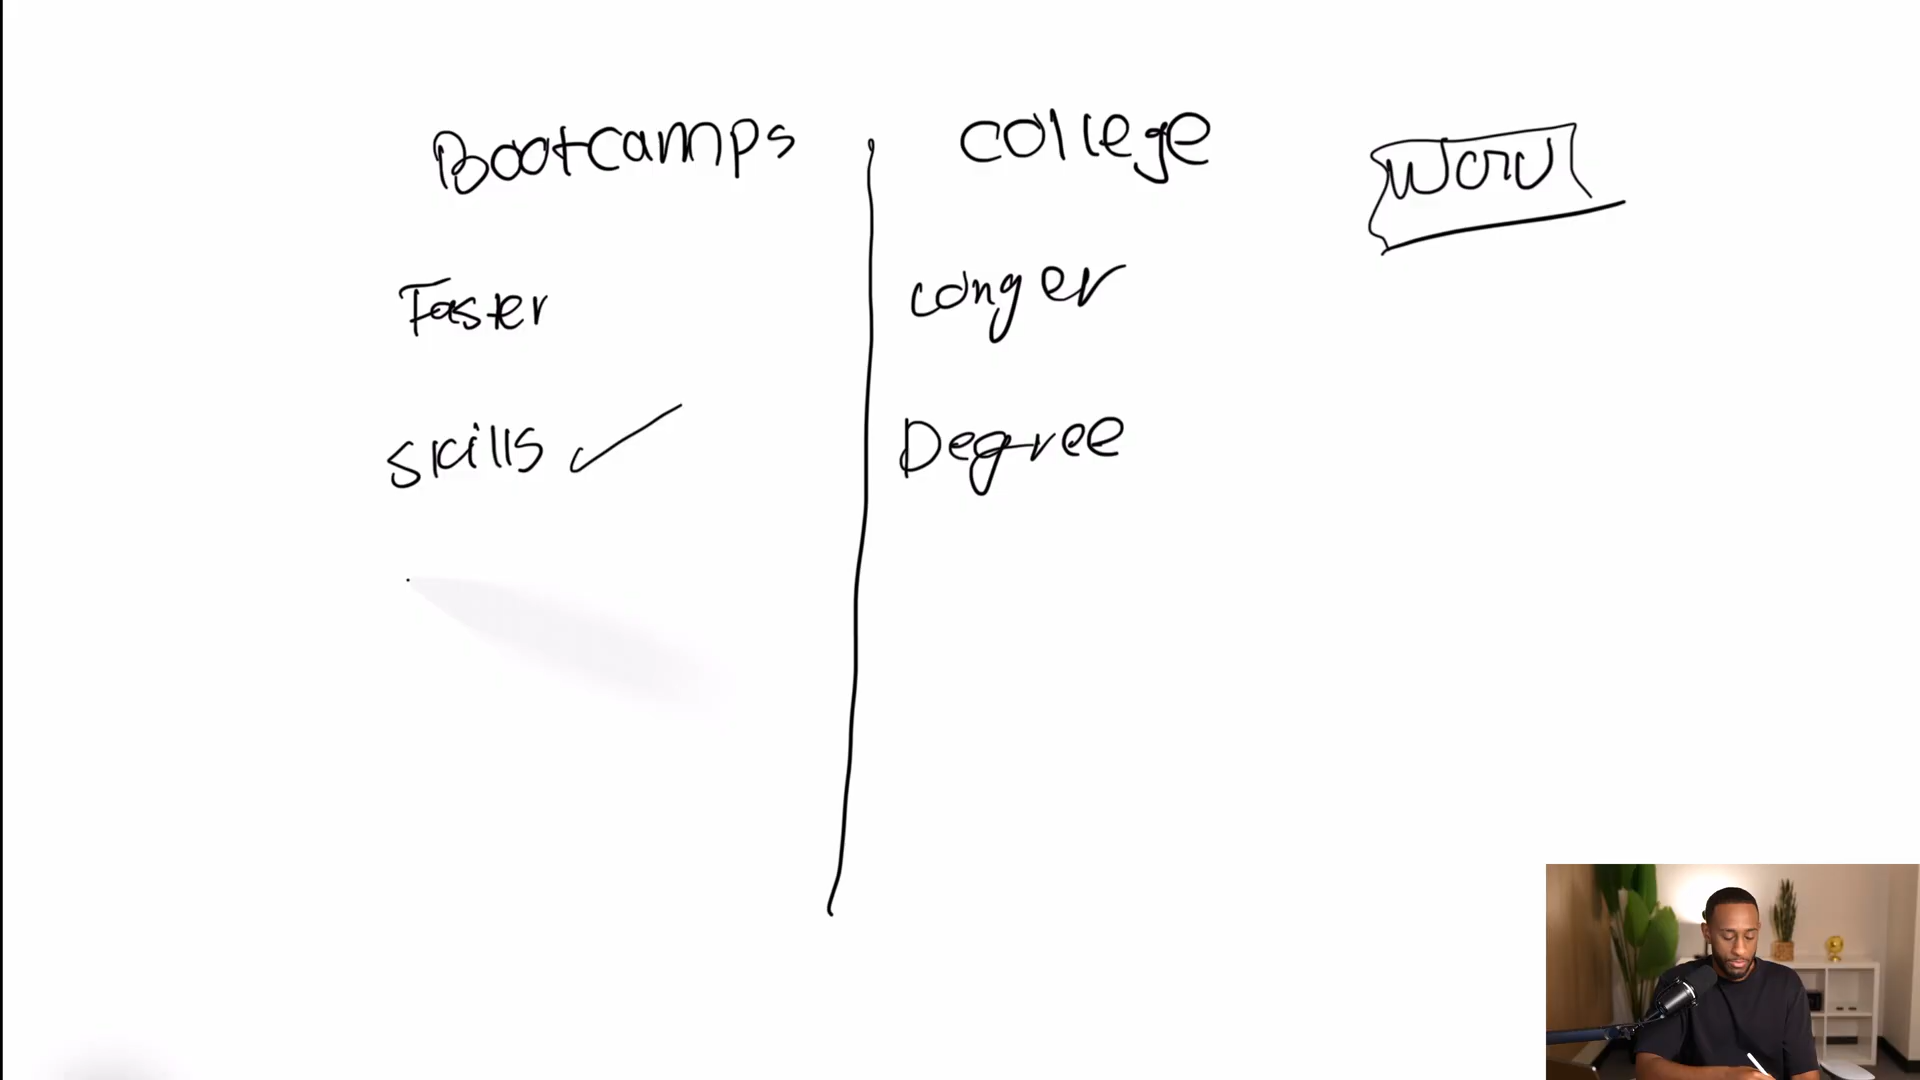 Bootcamps
college
Faster
Longer
skills
Degree